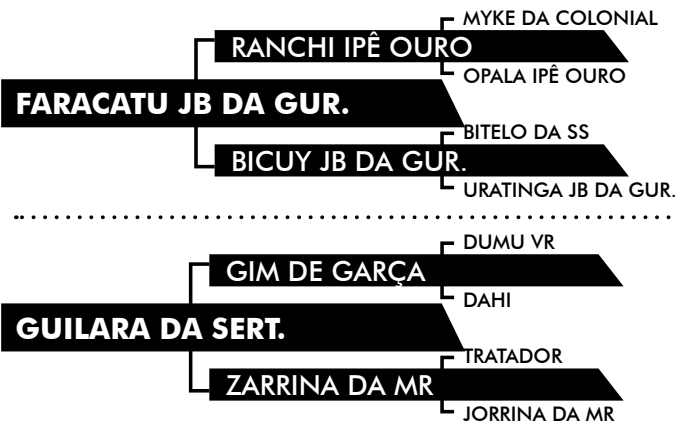 MYKE DA COLONIAL
RANCHI IPÊ OURO
OPALA IPÊ OURO
FARACATU JB DA GUR.
BITELO DA SS
BICUY JB DA GUR.
URATINGA JB DA GUR.
DUMU VR
GIM DE GARÇA
DAHI
GUILARA DA SERT.
TRATADOR
ZARRINA DA MR
JORRINA DA MR